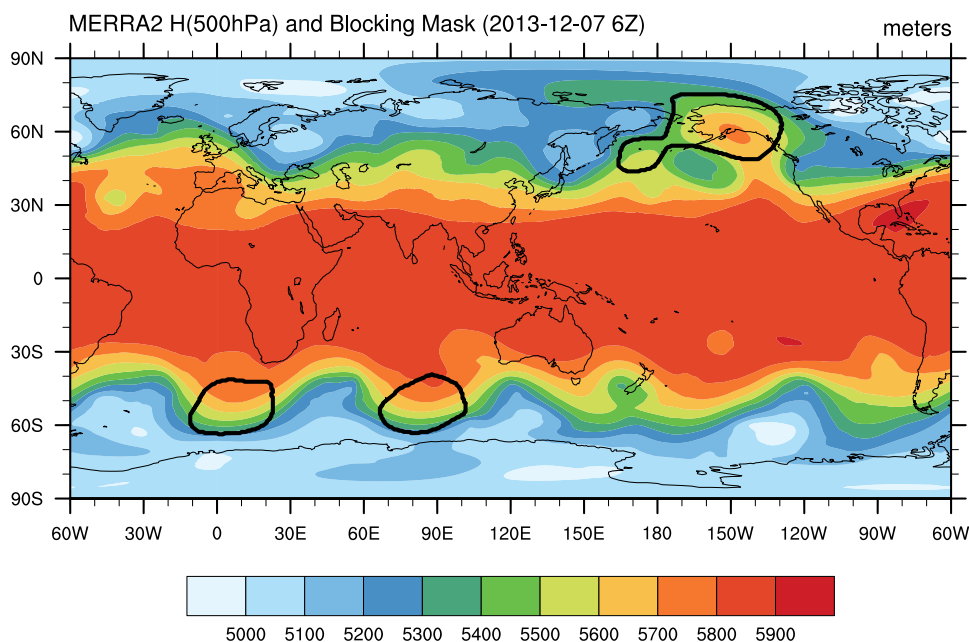 MERRA2 H(500hPa) and Blocking Mask (2013-12-07 6Z) meters
90N
60N
30N
0
30S
60S
90S
60W 30W 0 30E 60E 90E 120E 150E 180 150W 120W 90W 60W
5000 5100 5200 5300 5400 5500 5600 5700 5800 5900